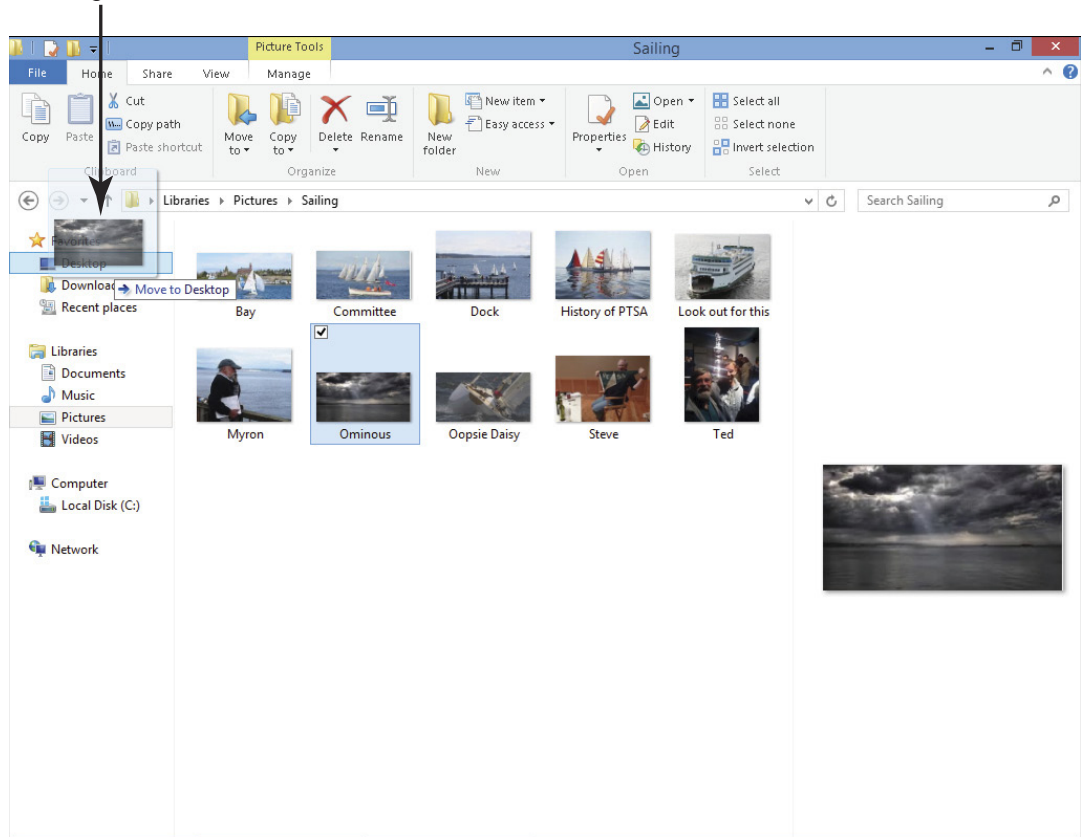 Picture Tools
Sailing
File Home Share View Manage
Copy
Paste
Cut
Copy path
Paste shortcut
Clipboard
Move to
Copy to
Delete
Rename
Organize
New folder
New item
Easy access
New
Properties
Open
Edit
History
Open
Select all
Select none
Invert selection
Select
Libraries Pictures Sailing
Search Sailing
Favorites
Desktop
Move to Desktop
Recent places
Libraries
Documents
Music
Pictures
Videos
Computer
Local Disk (C:)
Network
Bay Committee Dock History of PTSA Look out for this
Myron Ominous Oopsie Daisy Steve Ted